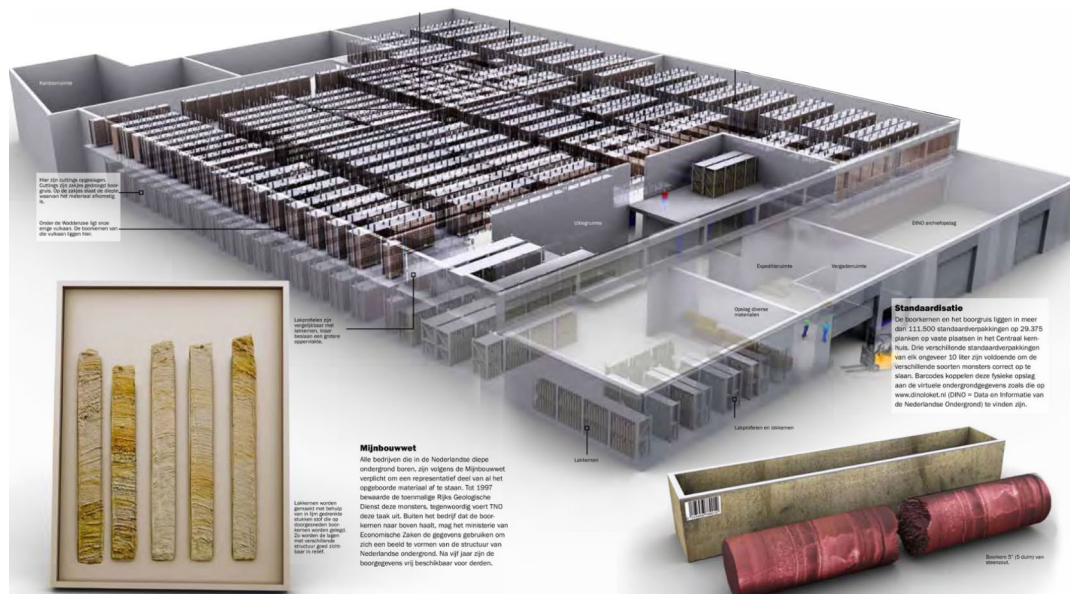 Kantoorruimte
Hier zijn cuttings opgeslagen.
Cuttings zijn zakjes gedroogd boor-
gruis. Op de zakjes staat de diepte
waarvan het materiaal afkomstig
is.
Onder de Waddenzee ligt onze
enige vulkaan. De boorkernen van
die vulkaan liggen hier.
Uitlegruimte
DINO archiefopslag
Expeditieruimte
Vergaderruimte
Opslag diverse
materialen
Lakprofielen zijn
vergelijkbaar met
lakkernen, maar
beslaan een grotere
oppervlakte.
Standaardisatie
De boorkernen en het boorgruis liggen in meer
dan 111.500 standaardverpakkingen op 29.375
planken op vaste plaatsen in het Centraal kern-
huis. Drie verschillende standaardverpakkingen
van elk ongeveer 10 liter zijn voldoende om de
verschillende soorten monsters correct op te
slaan. Barcodes koppelen deze fysieke opslag
aan de virtuele ondergrondgegevens zoals die op
www.dinoloket.nl (DINO = Data en Informatie van
de Nederlandse Ondergrond) te vinden zijn.
Lakprofielen en lakkernen
Lakkernen
Mijnbouwwet
Alle bedrijven die in de Nederlandse diepe
ondergrond boren, zijn volgens de Mijnbouwwet
verplicht om een representatief deel van al het
opgeboorde materiaal af te staan. Tot 1997
bewaarde de toenmalige Rijks Geologische
Dienst deze monsters, tegenwoordig voert TNO
deze taak uit. Buiten het bedrijf dat de boor-
kernen naar boven haalt, mag het ministerie van
Economische Zaken de gegevens gebruiken om
zich een beeld te vormen van de structuur van
Nederlandse ondergrond. Na vijf jaar zijn de
boorgegevens vrij beschikbaar voor derden.
Lakkernen worden
gemaakt met behulp
van in lijm gedrenkte
stukken stof die op
doorgesneden boor-
kernen worden gelegd.
Zo worden de lagen
met verschillende
structuur goed zicht-
baar in reliëf.
Boorkern 5" (5 duim) van
steenzout.